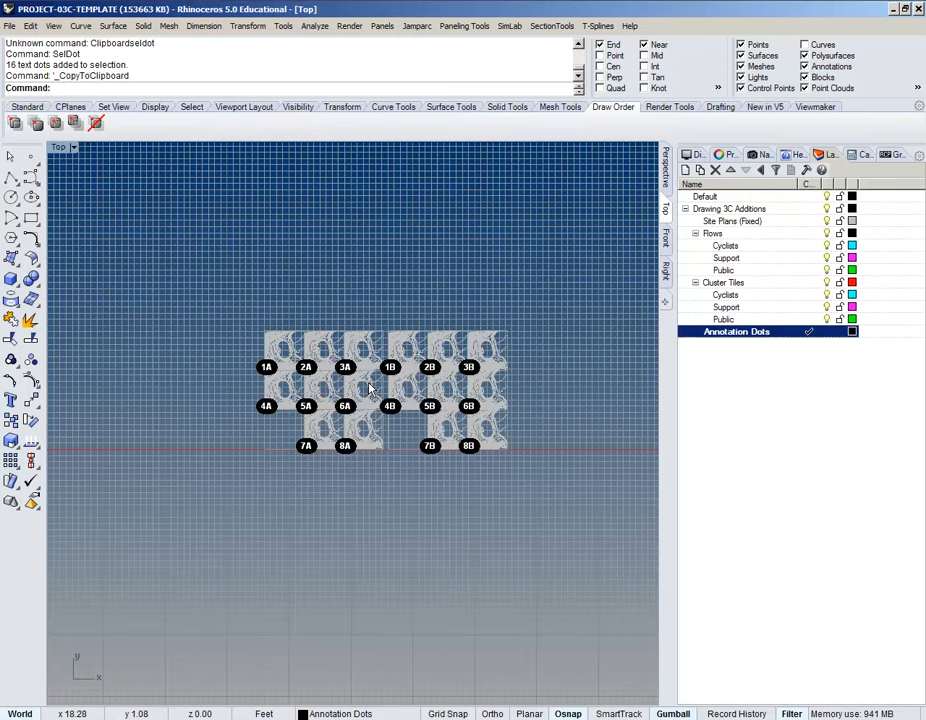 PROJECT-03C-TEMPLATE (153663 KB) - Rhinoceros 5.0 Educational - [Top]
File Edit View Curve Surface Solid Mesh Dimension Transform Tools Analyze Render Panels Jamparc Paneling Tools SimLab SectionTools T-Splines Help
Unknown command: Clipboardseldot
Command: SelDot
16 text dots added to selection.
Command: '_CopyToClipboard
Command:
End Near
Point Mid
Cen Int
Perp Tan
Quad Knot »
Points Curves
Surfaces Polysurfaces
Meshes Annotations
Lights Blocks
Control Points Point Clouds »
Standard CPlanes Set View Display Select Viewport Layout Visibility Transform Curve Tools Surface Tools Solid Tools Mesh Tools Draw Order Render Tools Drafting New in V5 Viewmaker
Top
Perspective
Top
Front
Right
1A 2A 3A 1B 2B 3B
4A 5A 6A 4B 5B 6B
7A 8A 7B 8B
y
x
Di... Pr... Na... He... La... Ca... Gr...
Name C...
Default
Drawing 3C Additions
Site Plans (Fixed)
Flows
Cyclists
Support
Public
Cluster Tiles
Cyclists
Support
Public
Annotation Dots
World x 18.28 y 1.08 z 0.00 Feet Annotation Dots Grid Snap Ortho Planar Osnap SmartTrack Gumball Record History Filter Memory use: 941 MB